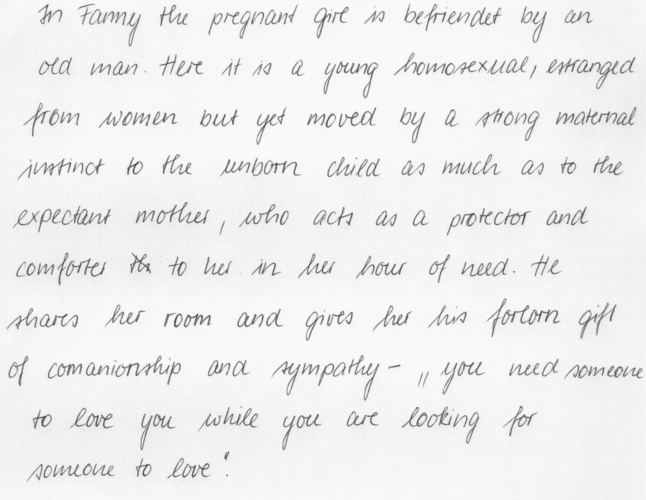 In Fanny the pregnant girl is befriendet by an
old man. Here it is a young homosexual, estranged
from women but yet moved by a strong maternal
instinct to the unborn child as much as to the
expectant mother, who acts as a protector and
comforter to her in her hour of need. He
shares her room and gives her his forlorn gift
of comanionship and sympathy - „you need someone
to love you while you are looking for
someone to love“.